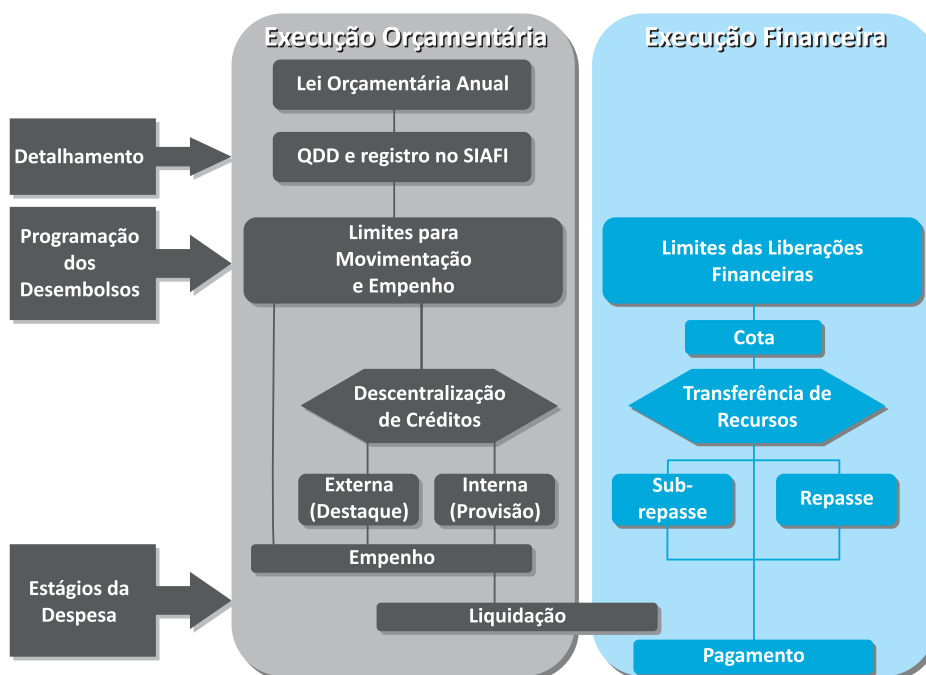 Execução Orçamentária
Execução Financeira
Lei Orçamentária Anual
Detalhamento
QDD e registro no SIAFI
Programação
dos
Desembolsos
Limites para
Movimentação
e Empenho
Limites das Liberações
Financeiras
Cota
Descentralização
de Créditos
Transferência de
Recursos
Externa
(Destaque)
Interna
(Provisão)
Sub-
repasse
Repasse
Empenho
Estágios da
Despesa
Liquidação
Pagamento